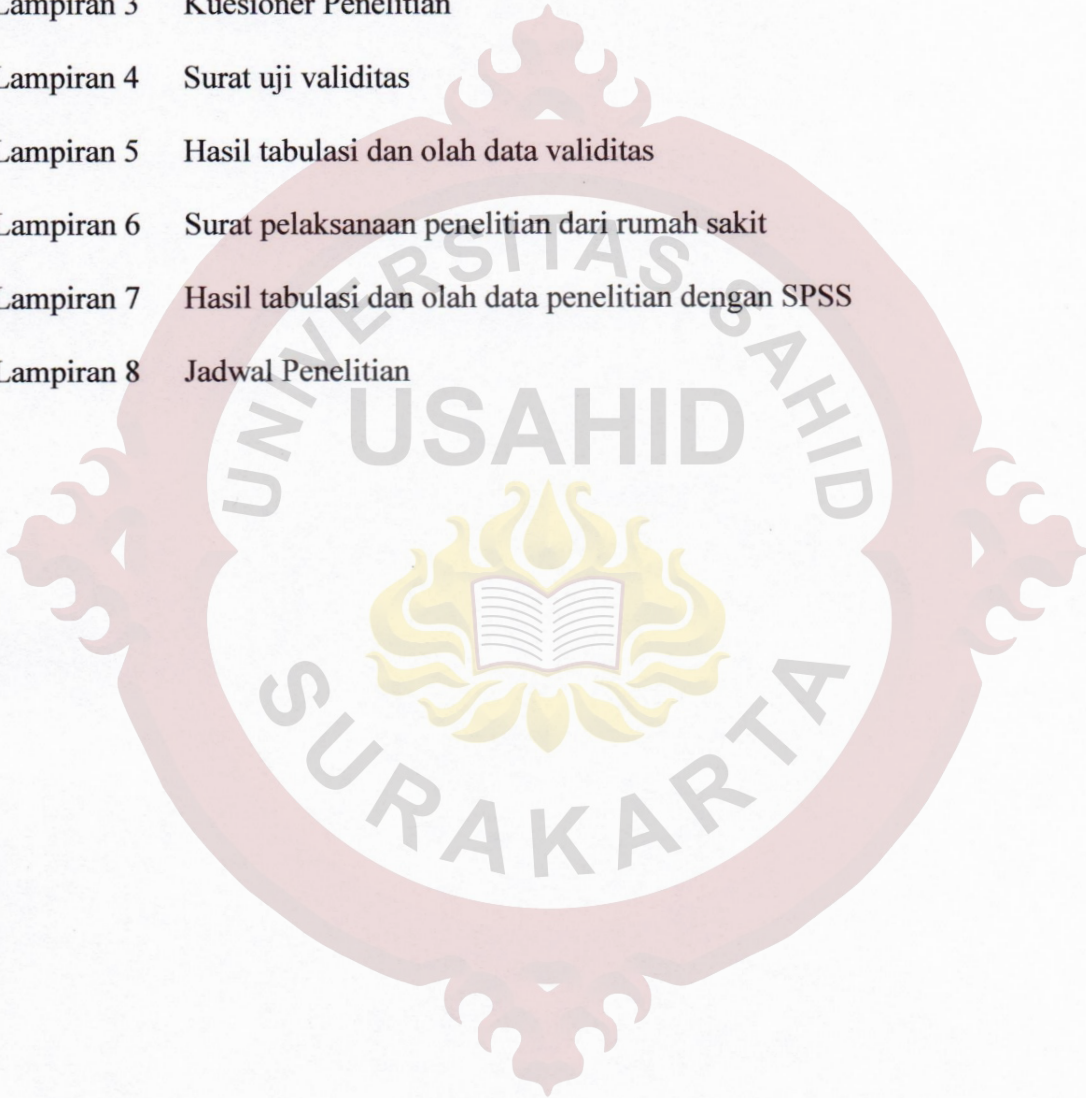 Lampiran 3 Kuesioner Penelitian
Lampiran 4 Surat uji validitas
Lampiran 5 Hasil tabulasi dan olah data validitas
Lampiran 6 Surat pelaksanaan penelitian dari rumah sakit
Lampiran 7 Hasil tabulasi dan olah data penelitian dengan SPSS
Lampiran 8 Jadwal Penelitian
UNIVERSITAS SAHID
USAHID
SURAKARTA